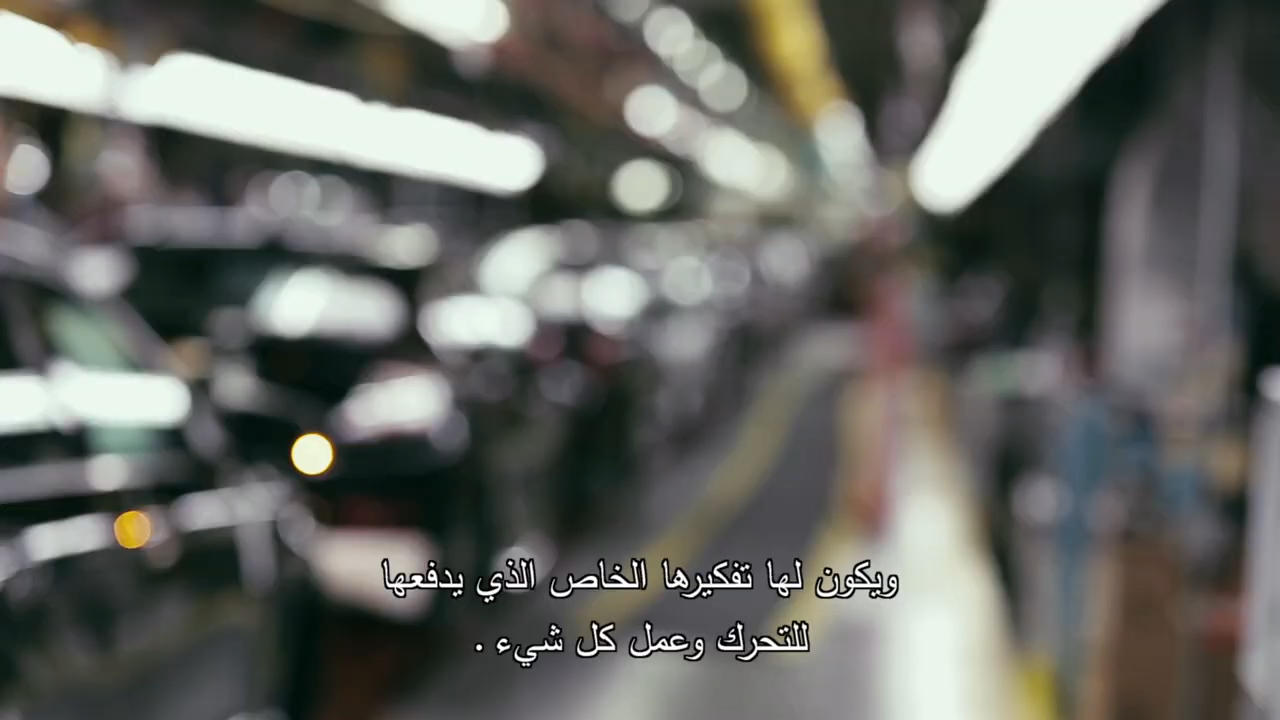 ويكون لها تفكيرها الخاص الذي يدفعها
للتحرك وعمل كل شيء .